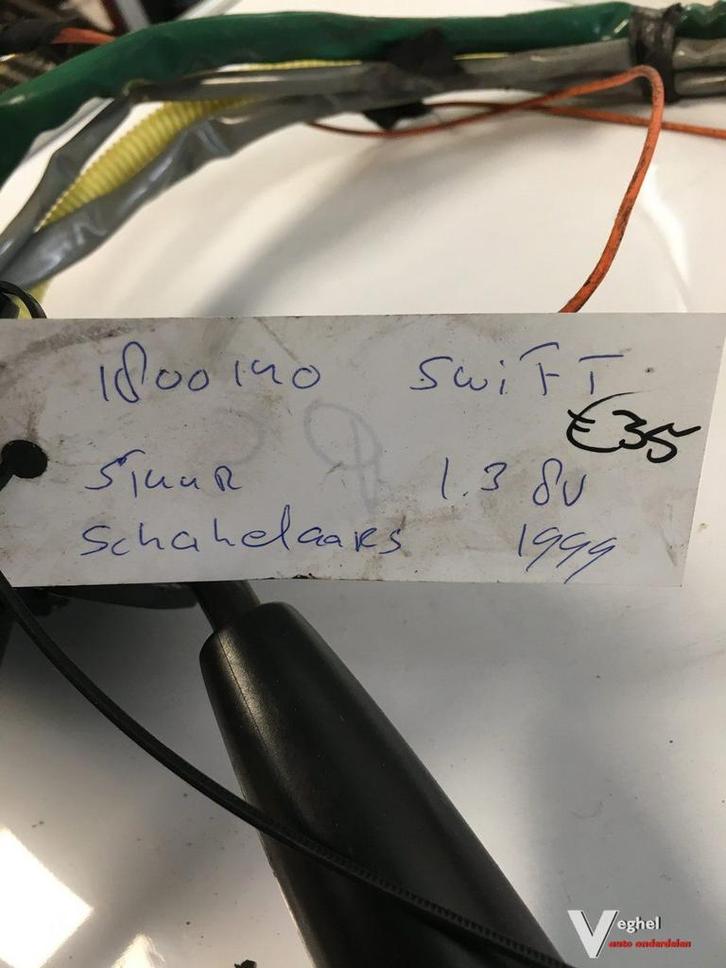 1800140 SWiFT
€35
STuuR 1.3 8V
Schakelaars 1999
Veghel
auto onderdelen